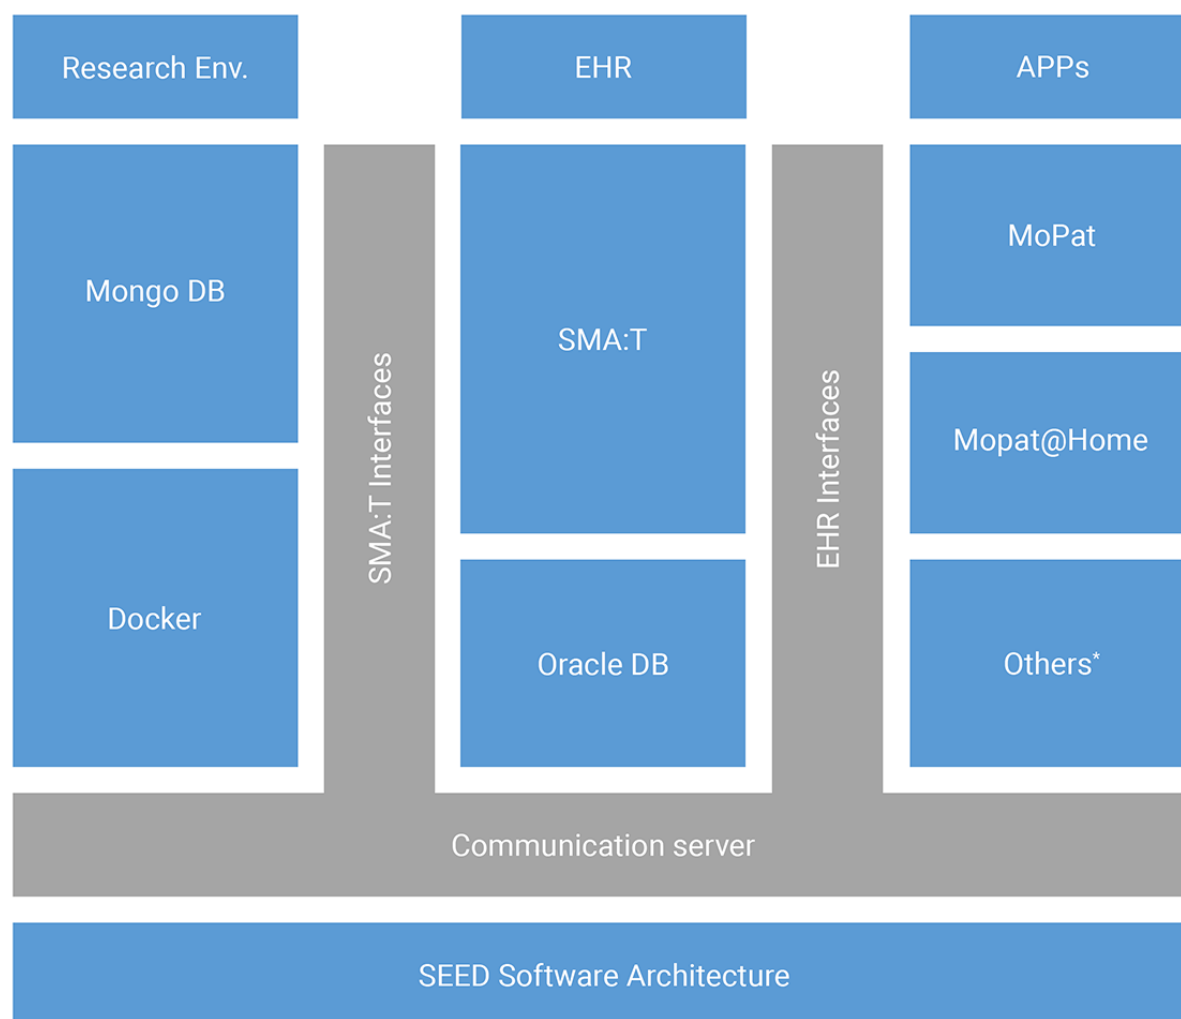 Research Env.
EHR
APPs
Mongo DB
Docker
SMA:T Interfaces
SMA:T
Oracle DB
EHR Interfaces
MoPat
Mopat@Home
Others*
Communication server
SEED Software Architecture